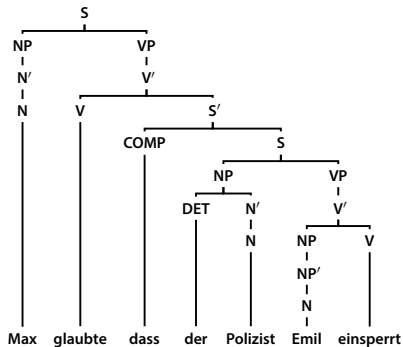 S
NP VP
N′ V′
N V S′
COMP S
NP VP
DET N′ V′
N NP V
NP′
N
Max glaubte dass der Polizist Emil einsperrt